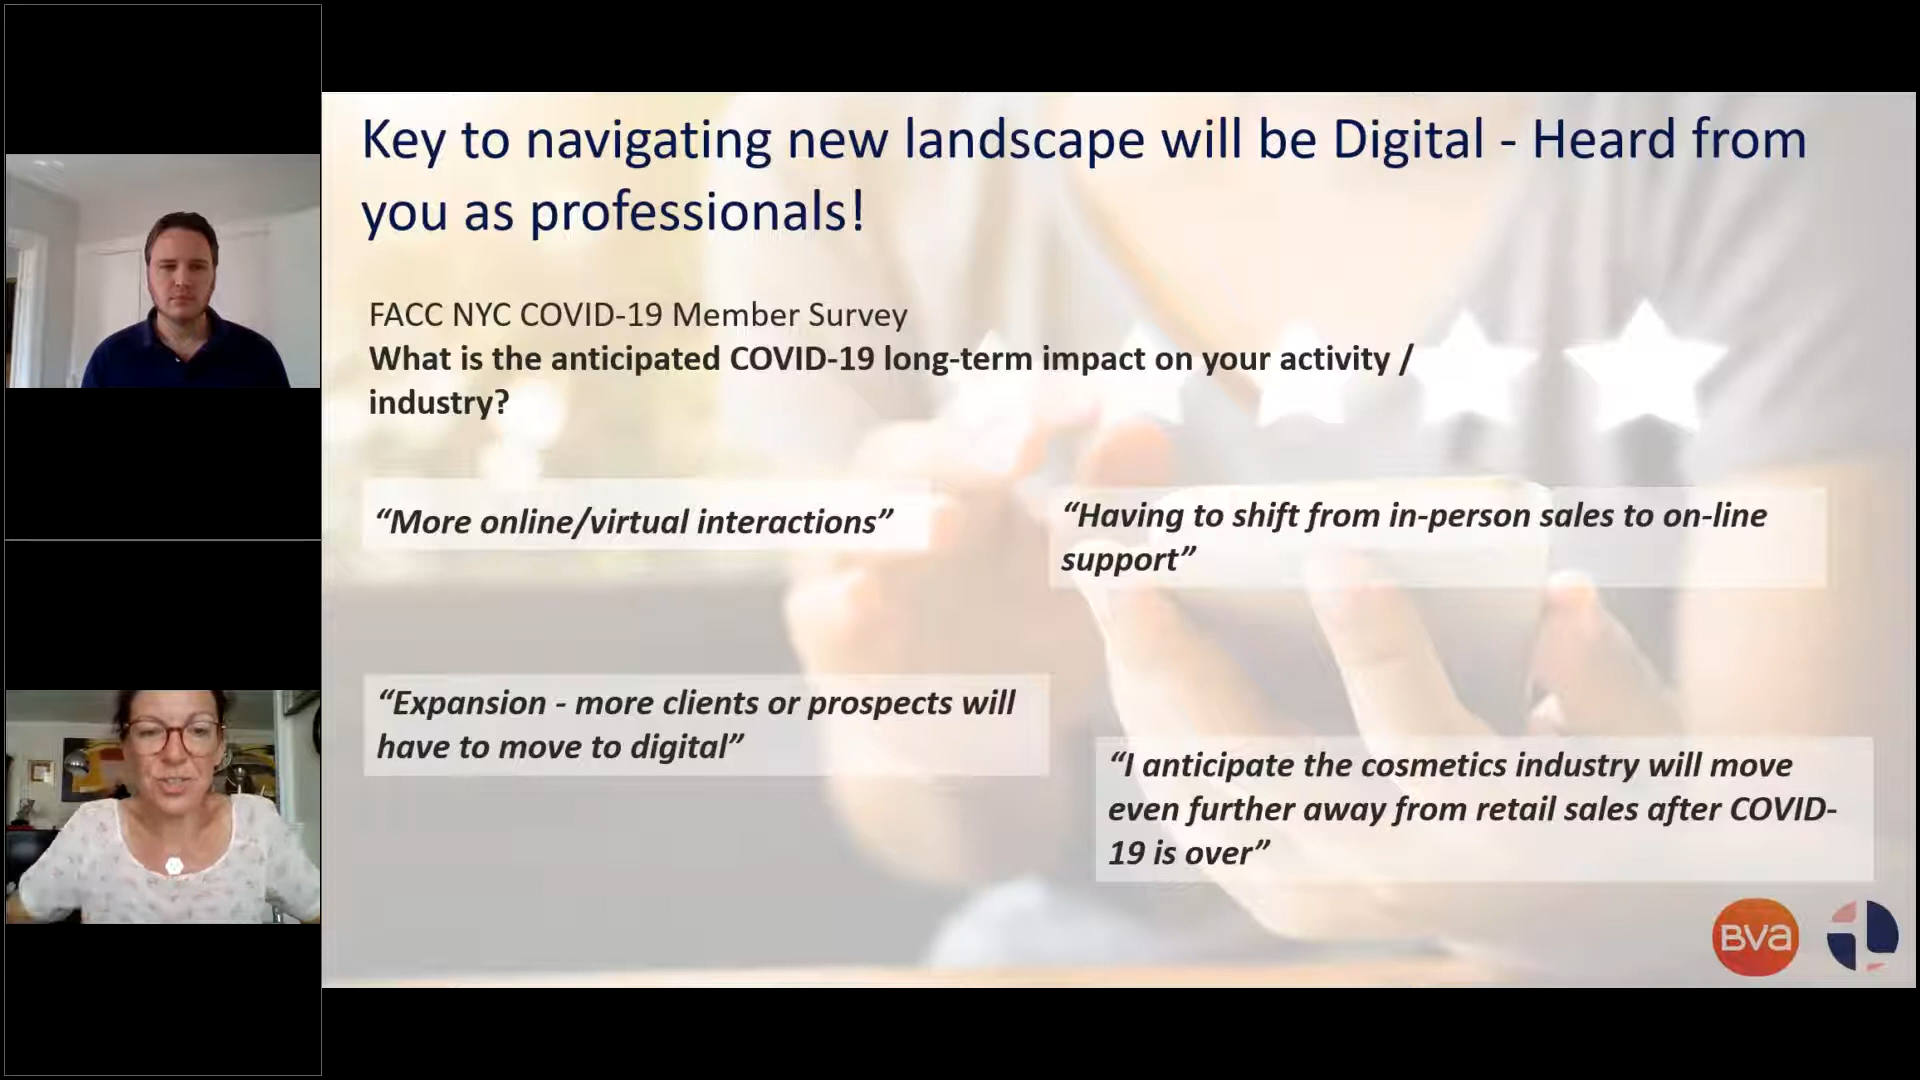 Key to navigating new landscape will be Digital - Heard from
you as professionals!
FACC NYC COVID-19 Member Survey
What is the anticipated COVID-19 long-term impact on your activity /
industry?
“More online/virtual interactions”
“Having to shift from in-person sales to on-line
support”
“Expansion - more clients or prospects will
have to move to digital”
“I anticipate the cosmetics industry will move
even further away from retail sales after COVID-
19 is over”
BVa